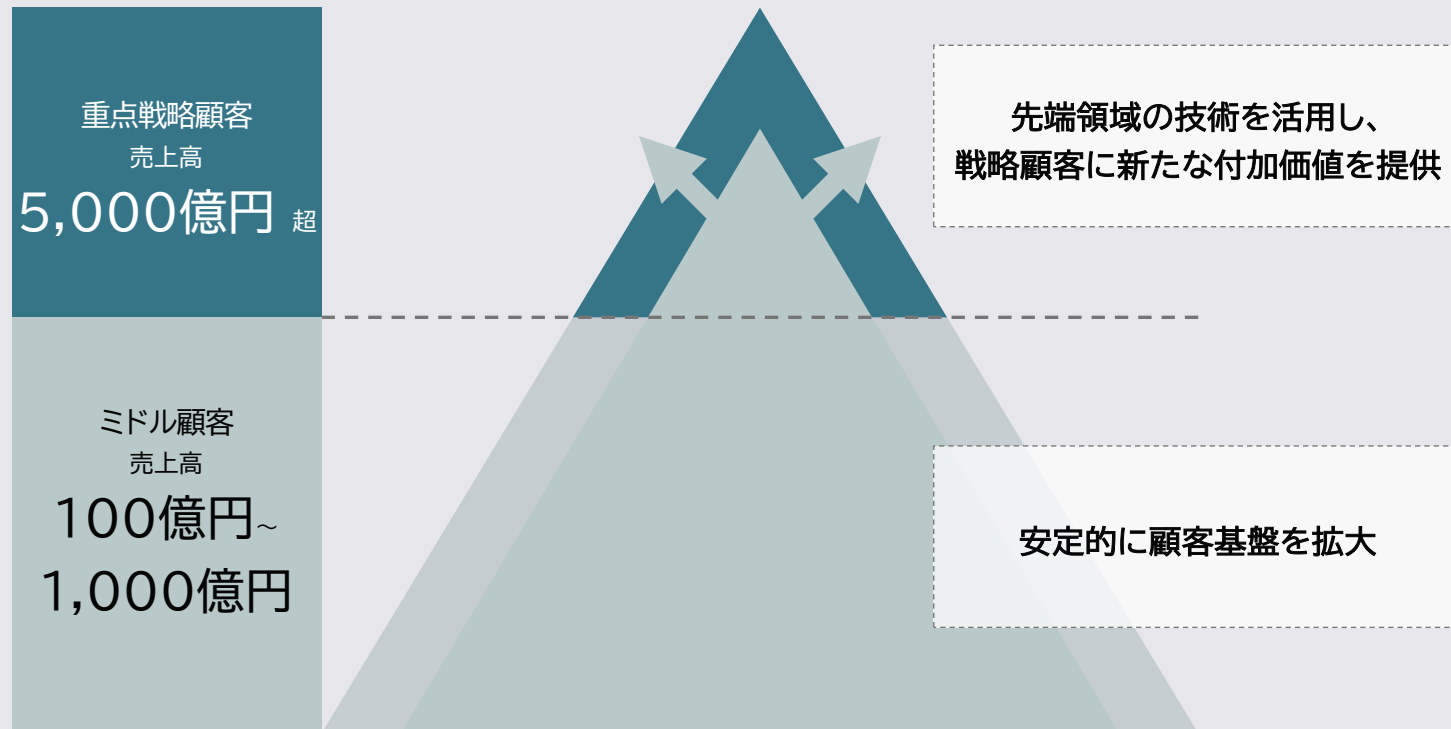 重点戦略顧客
売上高
5,000億円 超
先端領域の技術を活用し、
戦略顧客に新たな付加価値を提供
ミドル顧客
売上高
100億円～
1,000億円
安定的に顧客基盤を拡大